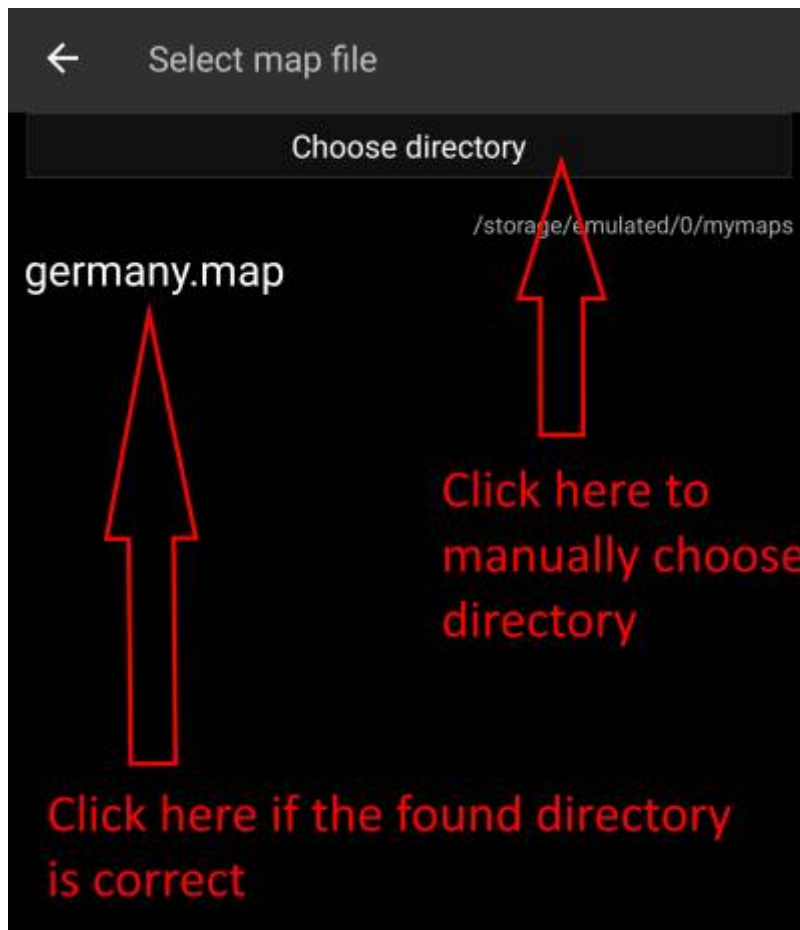 Select map file
Choose directory
/storage/emulated/0/mymaps
germany.map
Click here to
manually choose
directory
Click here if the found directory
is correct